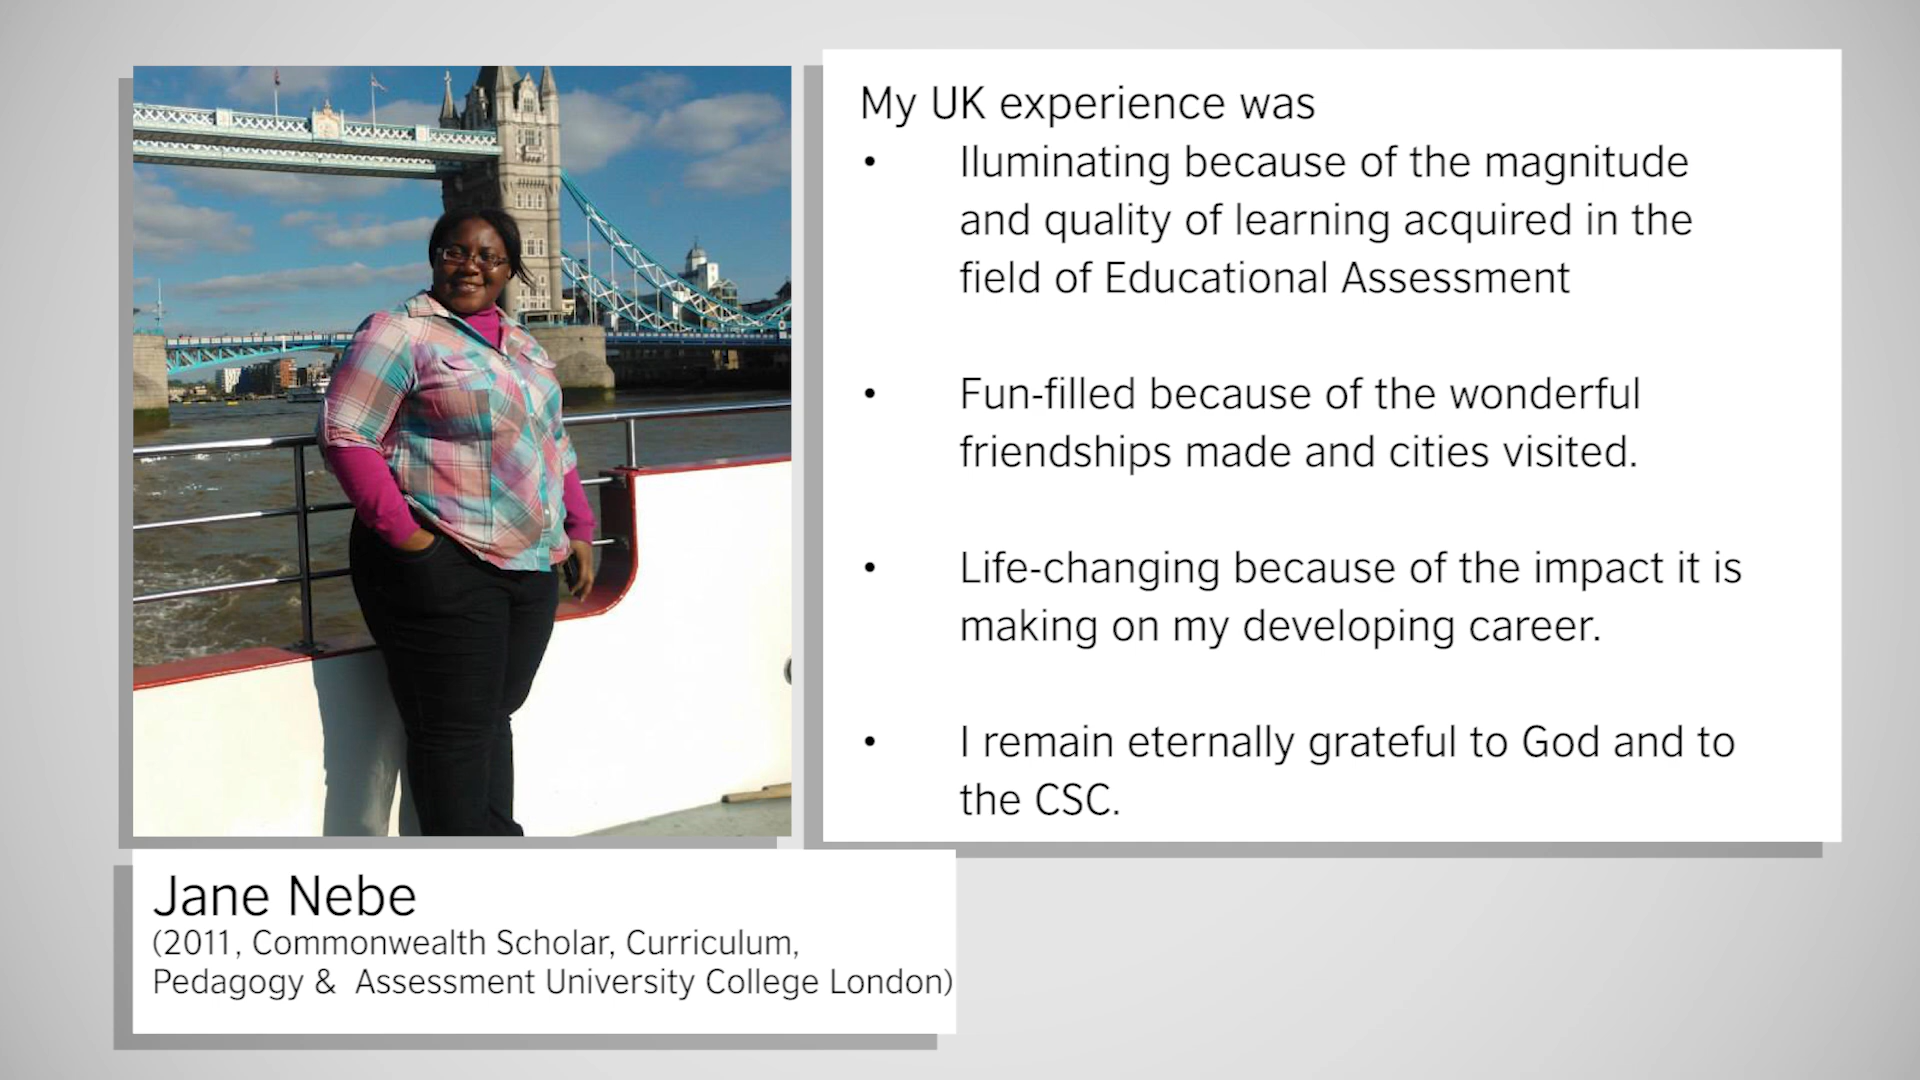 My UK experience was
• Iluminating because of the magnitude
and quality of learning acquired in the
field of Educational Assessment
• Fun-filled because of the wonderful
friendships made and cities visited.
• Life-changing because of the impact it is
making on my developing career.
• I remain eternally grateful to God and to
the CSC.
Jane Nebe
(2011, Commonwealth Scholar, Curriculum,
Pedagogy &  Assessment University College London)